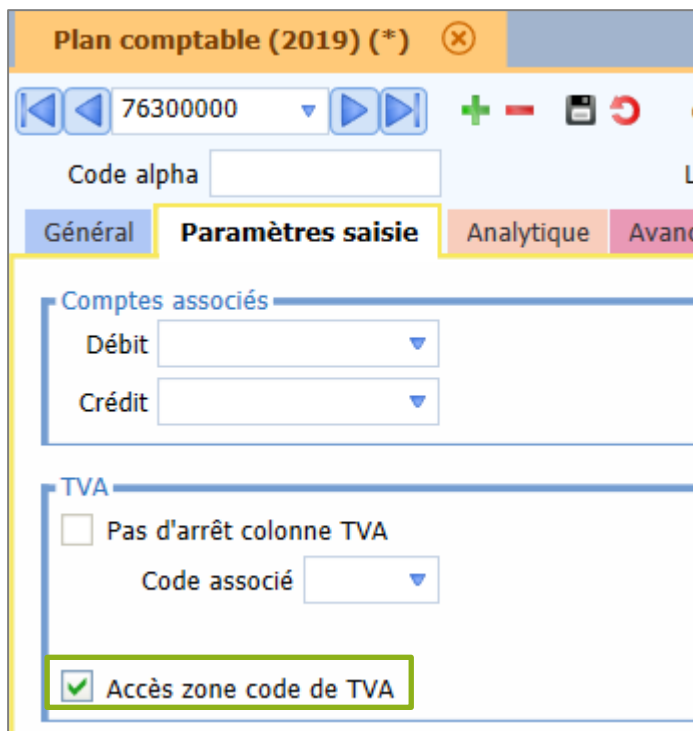 Plan comptable (2019) (*)
76300000
Code alpha
Général Paramètres saisie Analytique
Comptes associés
Débit
Crédit
TVA
Pas d'arrêt colonne TVA
Code associé
Accès zone code de TVA